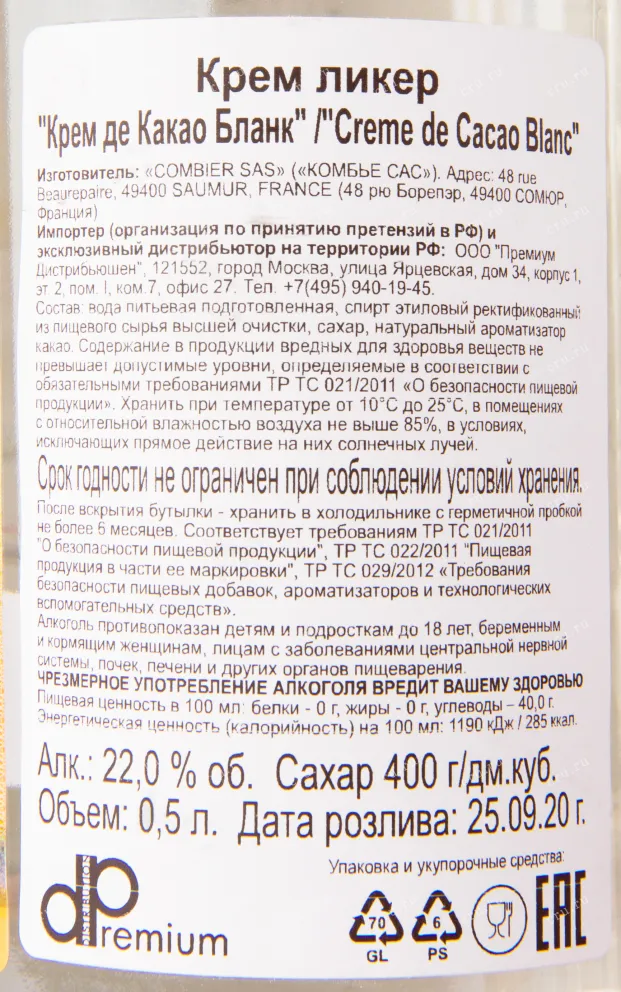 Крем ликер
"Крем де Какао Бланк" /"Creme de Cacao Blanc"
Изготовитель: «COMBIER SAS» («КОМБЬЕ САС»). Адрес: 48 rue
Beaurepaire, 49400 SAUMUR, FRANCE (48 рю Борепэр, 49400 СОМЮР,
Франция)
Импортер (организация по принятию претензий в РФ) и
эксклюзивный дистрибьютор на территории РФ: ООО "Премиум
Дистрибьюшен", 121552, город Москва, улица Ярцевская, дом 34, корпус 1,
эт. 2, пом. I, ком.7, офис 27. Тел. +7(495) 940-19-45.
Состав: вода питьевая подготовленная, спирт этиловый ректификованный
из пищевого сырья высшей очистки, сахар, натуральный ароматизатор
какао. Содержание в продукции вредных для здоровья веществ не
превышает допустимые уровни, определяемые в соответствии с
обязательными требованиями ТР ТС 021/2011 «О безопасности пищевой
продукции». Хранить при температуре от 10°С до 25°С, в помещениях
с относительной влажностью воздуха не выше 85%, в условиях,
исключающих прямое действие на них солнечных лучей.
Срок годности не ограничен при соблюдении условий хранения.
После вскрытия бутылки - хранить в холодильнике с герметичной пробкой
не более 6 месяцев. Соответствует требованиям ТР ТС 021/2011
"О безопасности пищевой продукции", ТР ТС 022/2011 "Пищевая
продукция в части ее маркировки", ТР ТС 029/2012 «Требования
безопасности пищевых добавок, ароматизаторов и технологических
вспомогательных средств».
Алкоголь противопоказан детям и подросткам до 18 лет, беременным
и кормящим женщинам, лицам с заболеваниями центральной нервной
системы, почек, печени и других органов пищеварения.
ЧРЕЗМЕРНОЕ УПОТРЕБЛЕНИЕ АЛКОГОЛЯ ВРЕДИТ ВАШЕМУ ЗДОРОВЬЮ
Пищевая ценность в 100 мл: белки - 0 г, жиры - 0 г, углеводы – 40,0 г.
Энергетическая ценность (калорийность) на 100 мл: 1190 кДж / 285 ккал.
Алк.: 22,0 % об. Сахар 400 г/дм.куб.
Объем: 0,5 л. Дата розлива: 25.09.20 г.
Упаковка и укупорочные средства:
DISTRIBUTION
dp remium
70
GL
6
PS
EAC